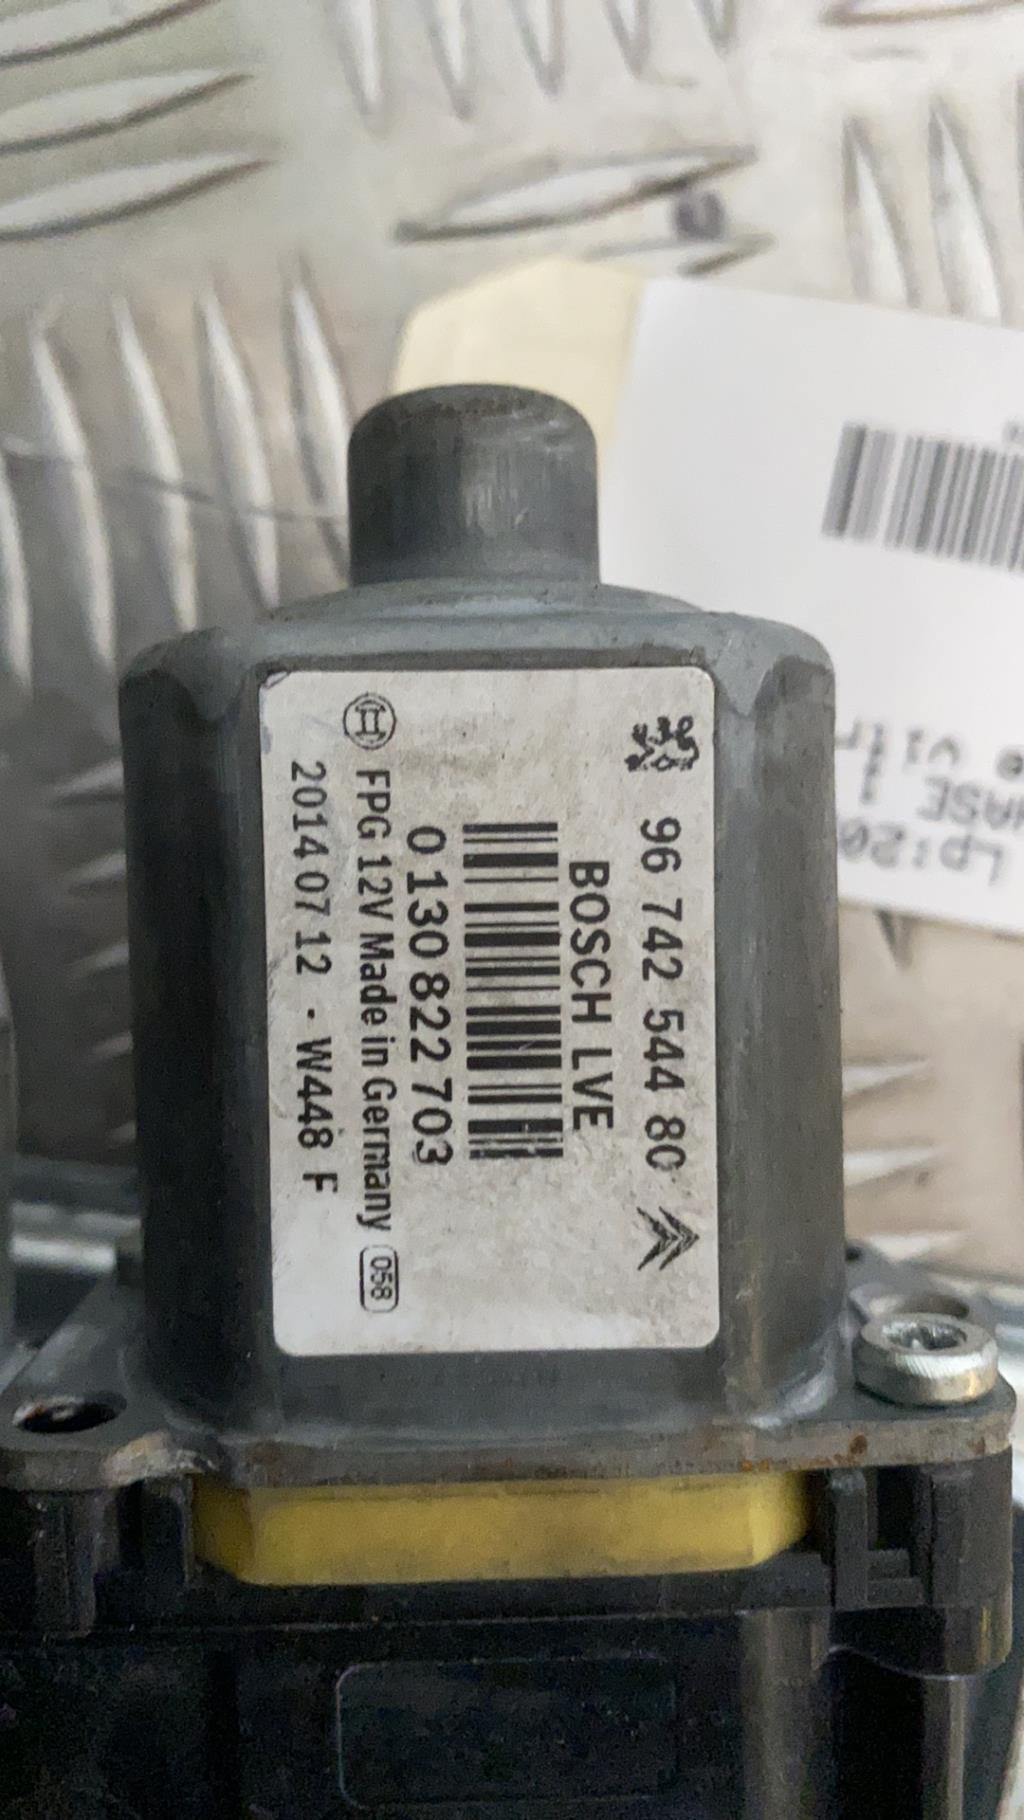 96 742 544 80
BOSCH LVE
0 130 822 703
FPG 12V Made in Germany 058
2014 07 12 - W448 F